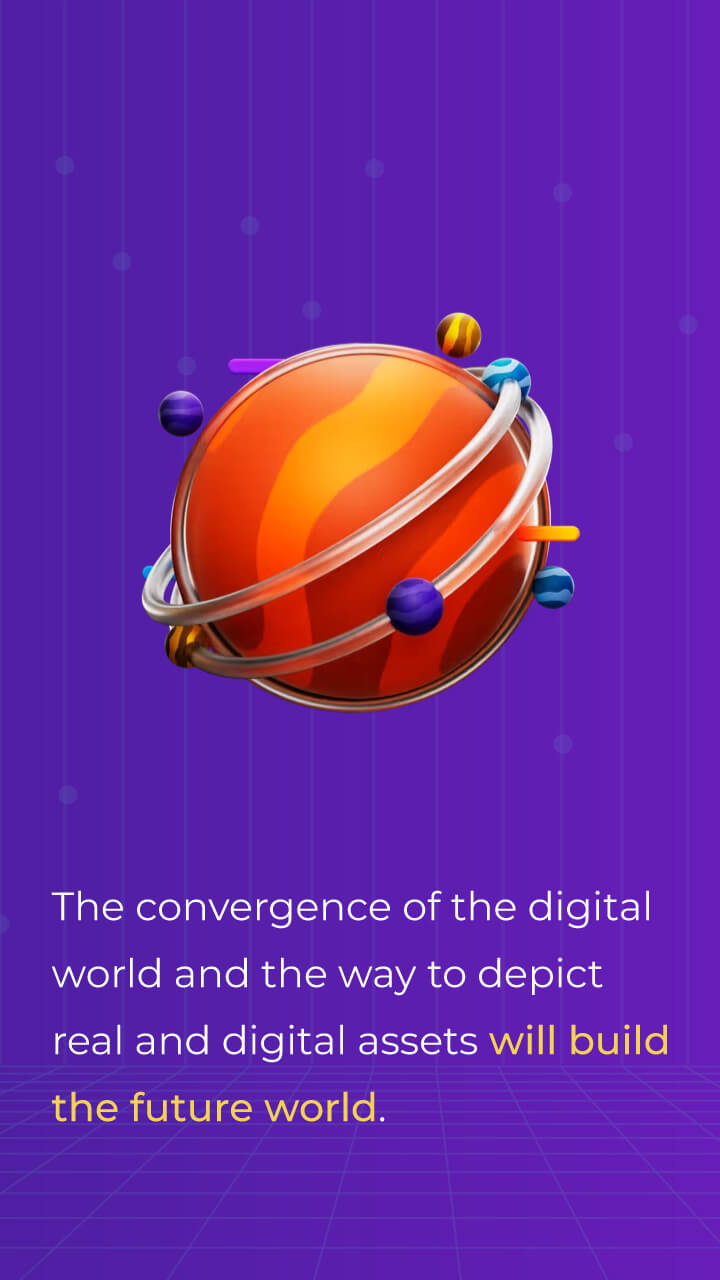 The convergence of the digital
world and the way to depict
real and digital assets will build
the future world.